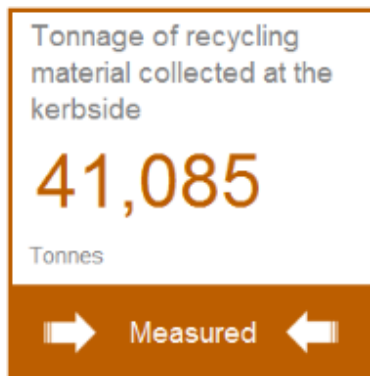 Tonnage of recycling
material collected at the
kerbside
41,085
Tonnes
Measured